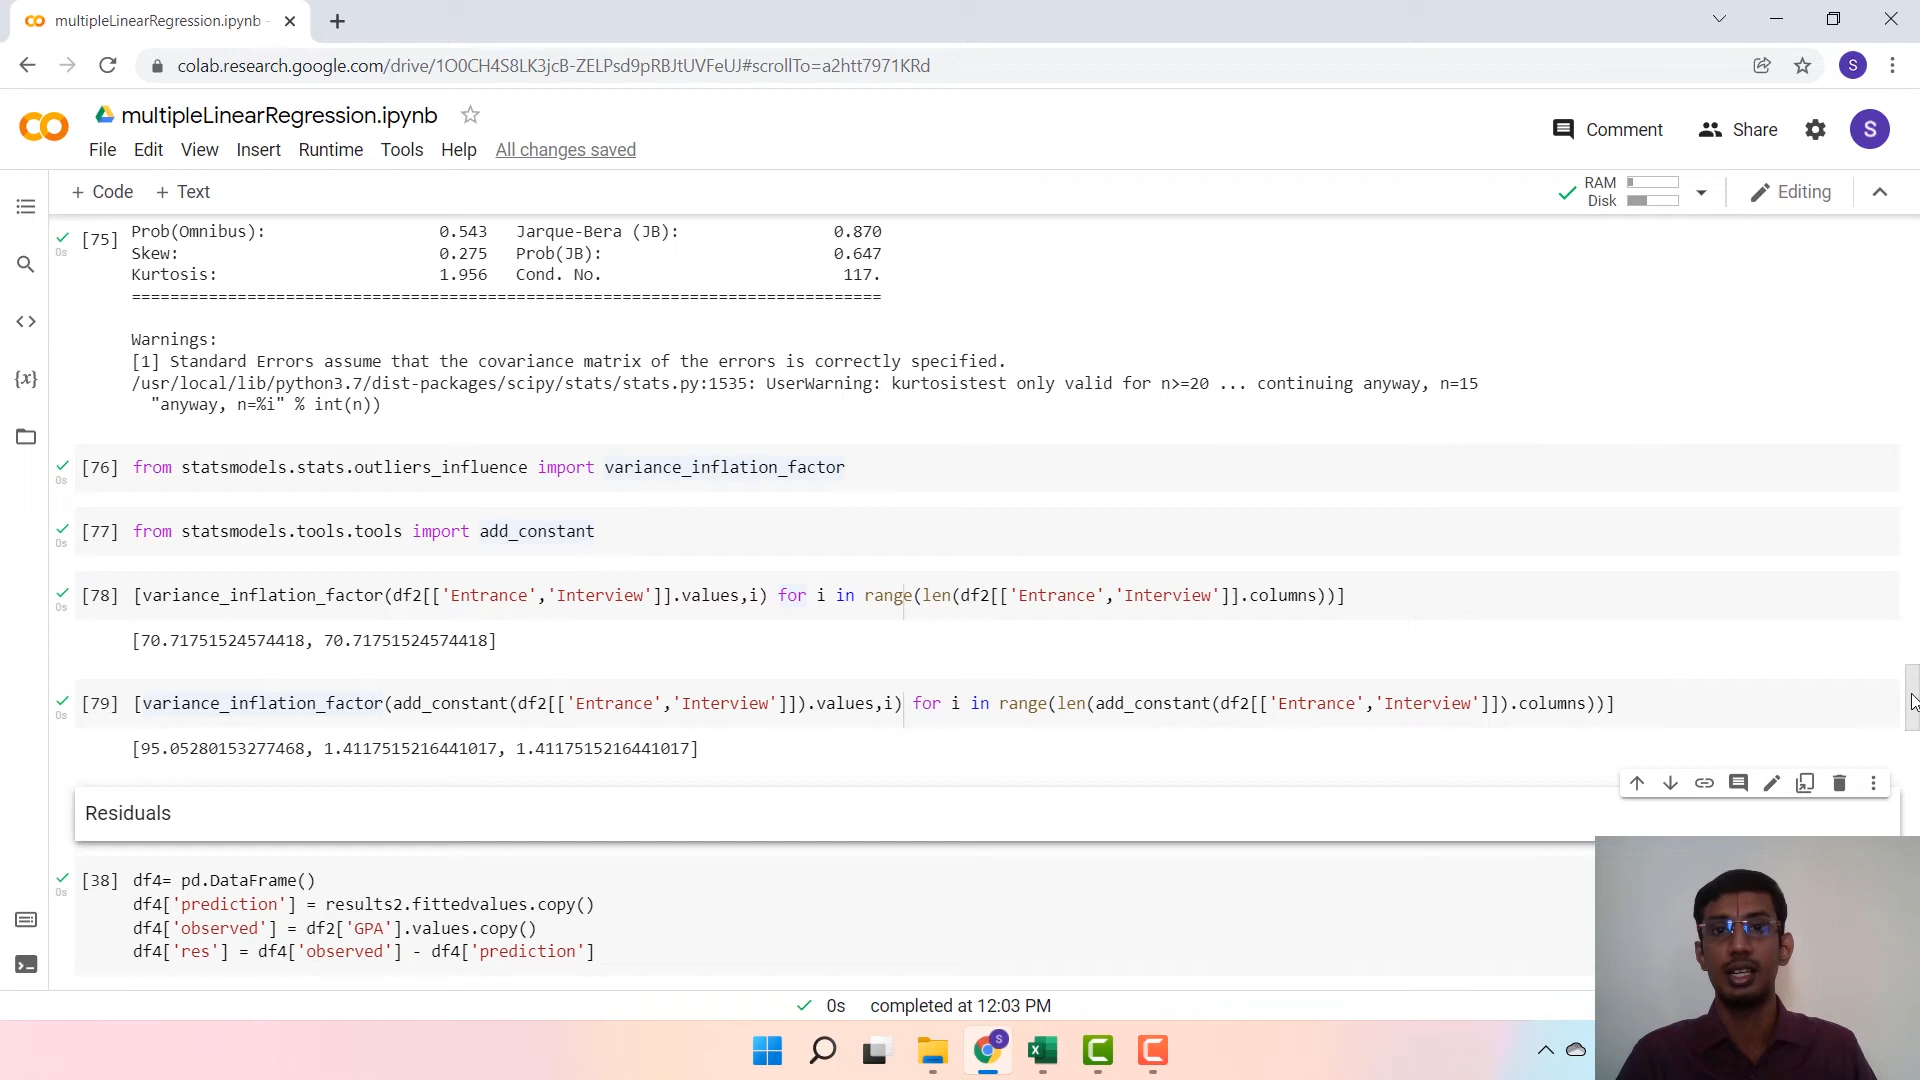 multipleLinearRegression.ipynb -
colab.research.google.com/drive/1O0CH4S8LK3jcB-ZELPsd9pRBJtUVFeUJ#scrollTo=a2htt7971KRd
S
multipleLinearRegression.ipynb
Comment
Share
S
File Edit View Insert Runtime Tools Help All changes saved
+ Code + Text
RAM
Disk
Editing
[75]
Prob(Omnibus): 0.543 Jarque-Bera (JB): 0.870
0s
Skew: 0.275 Prob(JB): 0.647
Kurtosis: 1.956 Cond. No. 117.
==============================================================================
Warnings:
[1] Standard Errors assume that the covariance matrix of the errors is correctly specified.
/usr/local/lib/python3.7/dist-packages/scipy/stats/stats.py:1535: UserWarning: kurtosistest only valid for n>=20 ... continuing anyway, n=15
"anyway, n=%i" % int(n))
[76] from statsmodels.stats.outliers_influence import variance_inflation_factor
0s
[77] from statsmodels.tools.tools import add_constant
0s
[78] [variance_inflation_factor(df2[['Entrance','Interview']].values,i) for i in range(len(df2[['Entrance','Interview']].columns))]
0s
[70.71751524574418, 70.71751524574418]
[79] [variance_inflation_factor(add_constant(df2[['Entrance','Interview']]).values,i) for i in range(len(add_constant(df2[['Entrance','Interview']]).columns))]
0s
[95.05280153277468, 1.4117515216441017, 1.4117515216441017]
Residuals
[38] df4= pd.DataFrame()
0s
df4['prediction'] = results2.fittedvalues.copy()
df4['observed'] = df2['GPA'].values.copy()
df4['res'] = df4['observed'] - df4['prediction']
0s completed at 12:03 PM
S